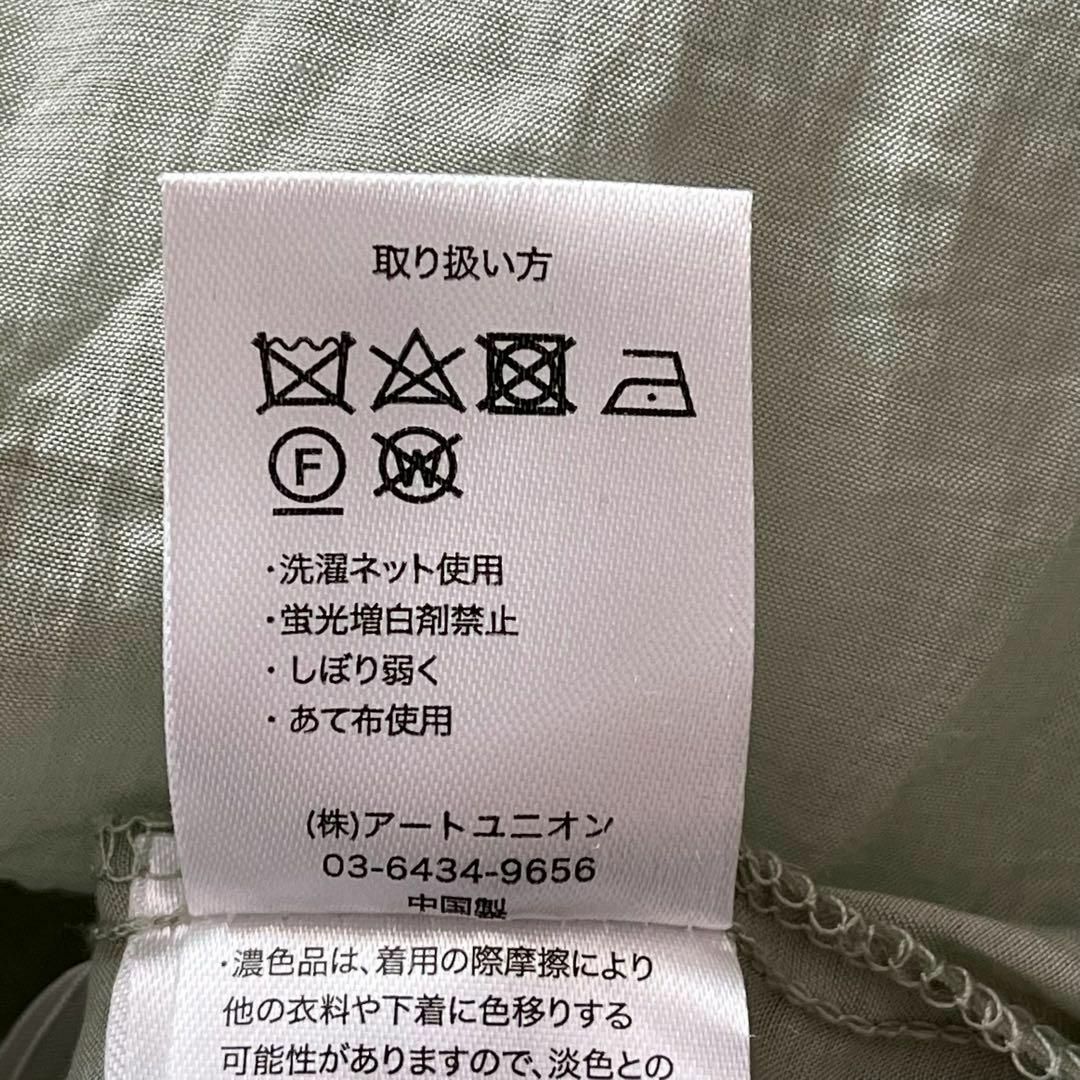 取り扱い方
F W
・洗濯ネット使用
・蛍光増白剤禁止
・しぼり弱く
・あて布使用
(株)アートユニオン
03-6434-9656
中国製
・濃色品は、着用の際摩擦により
他の衣料や下着に色移りする
可能性がありますので、淡色との